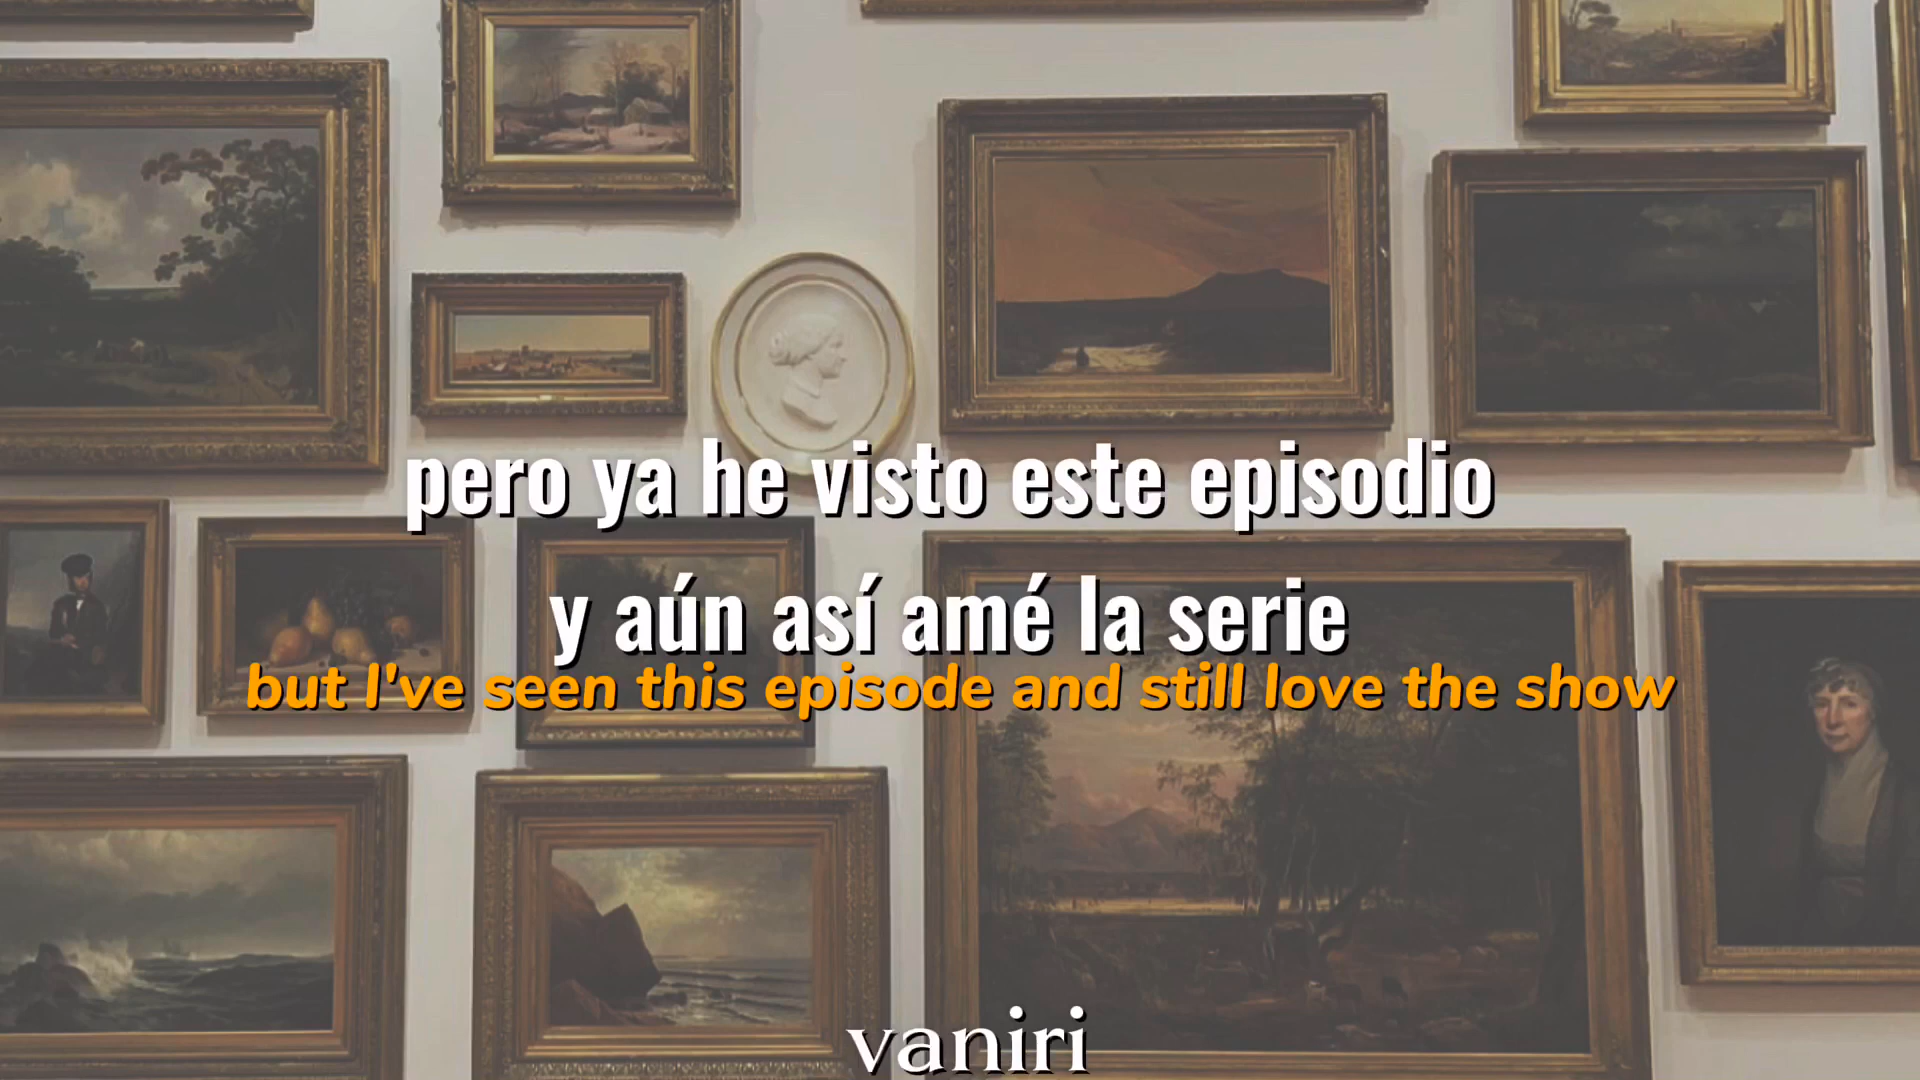 pero ya he visto este episodio
y aún así amé la serie
but I've seen this episode and still love the show
vaniri